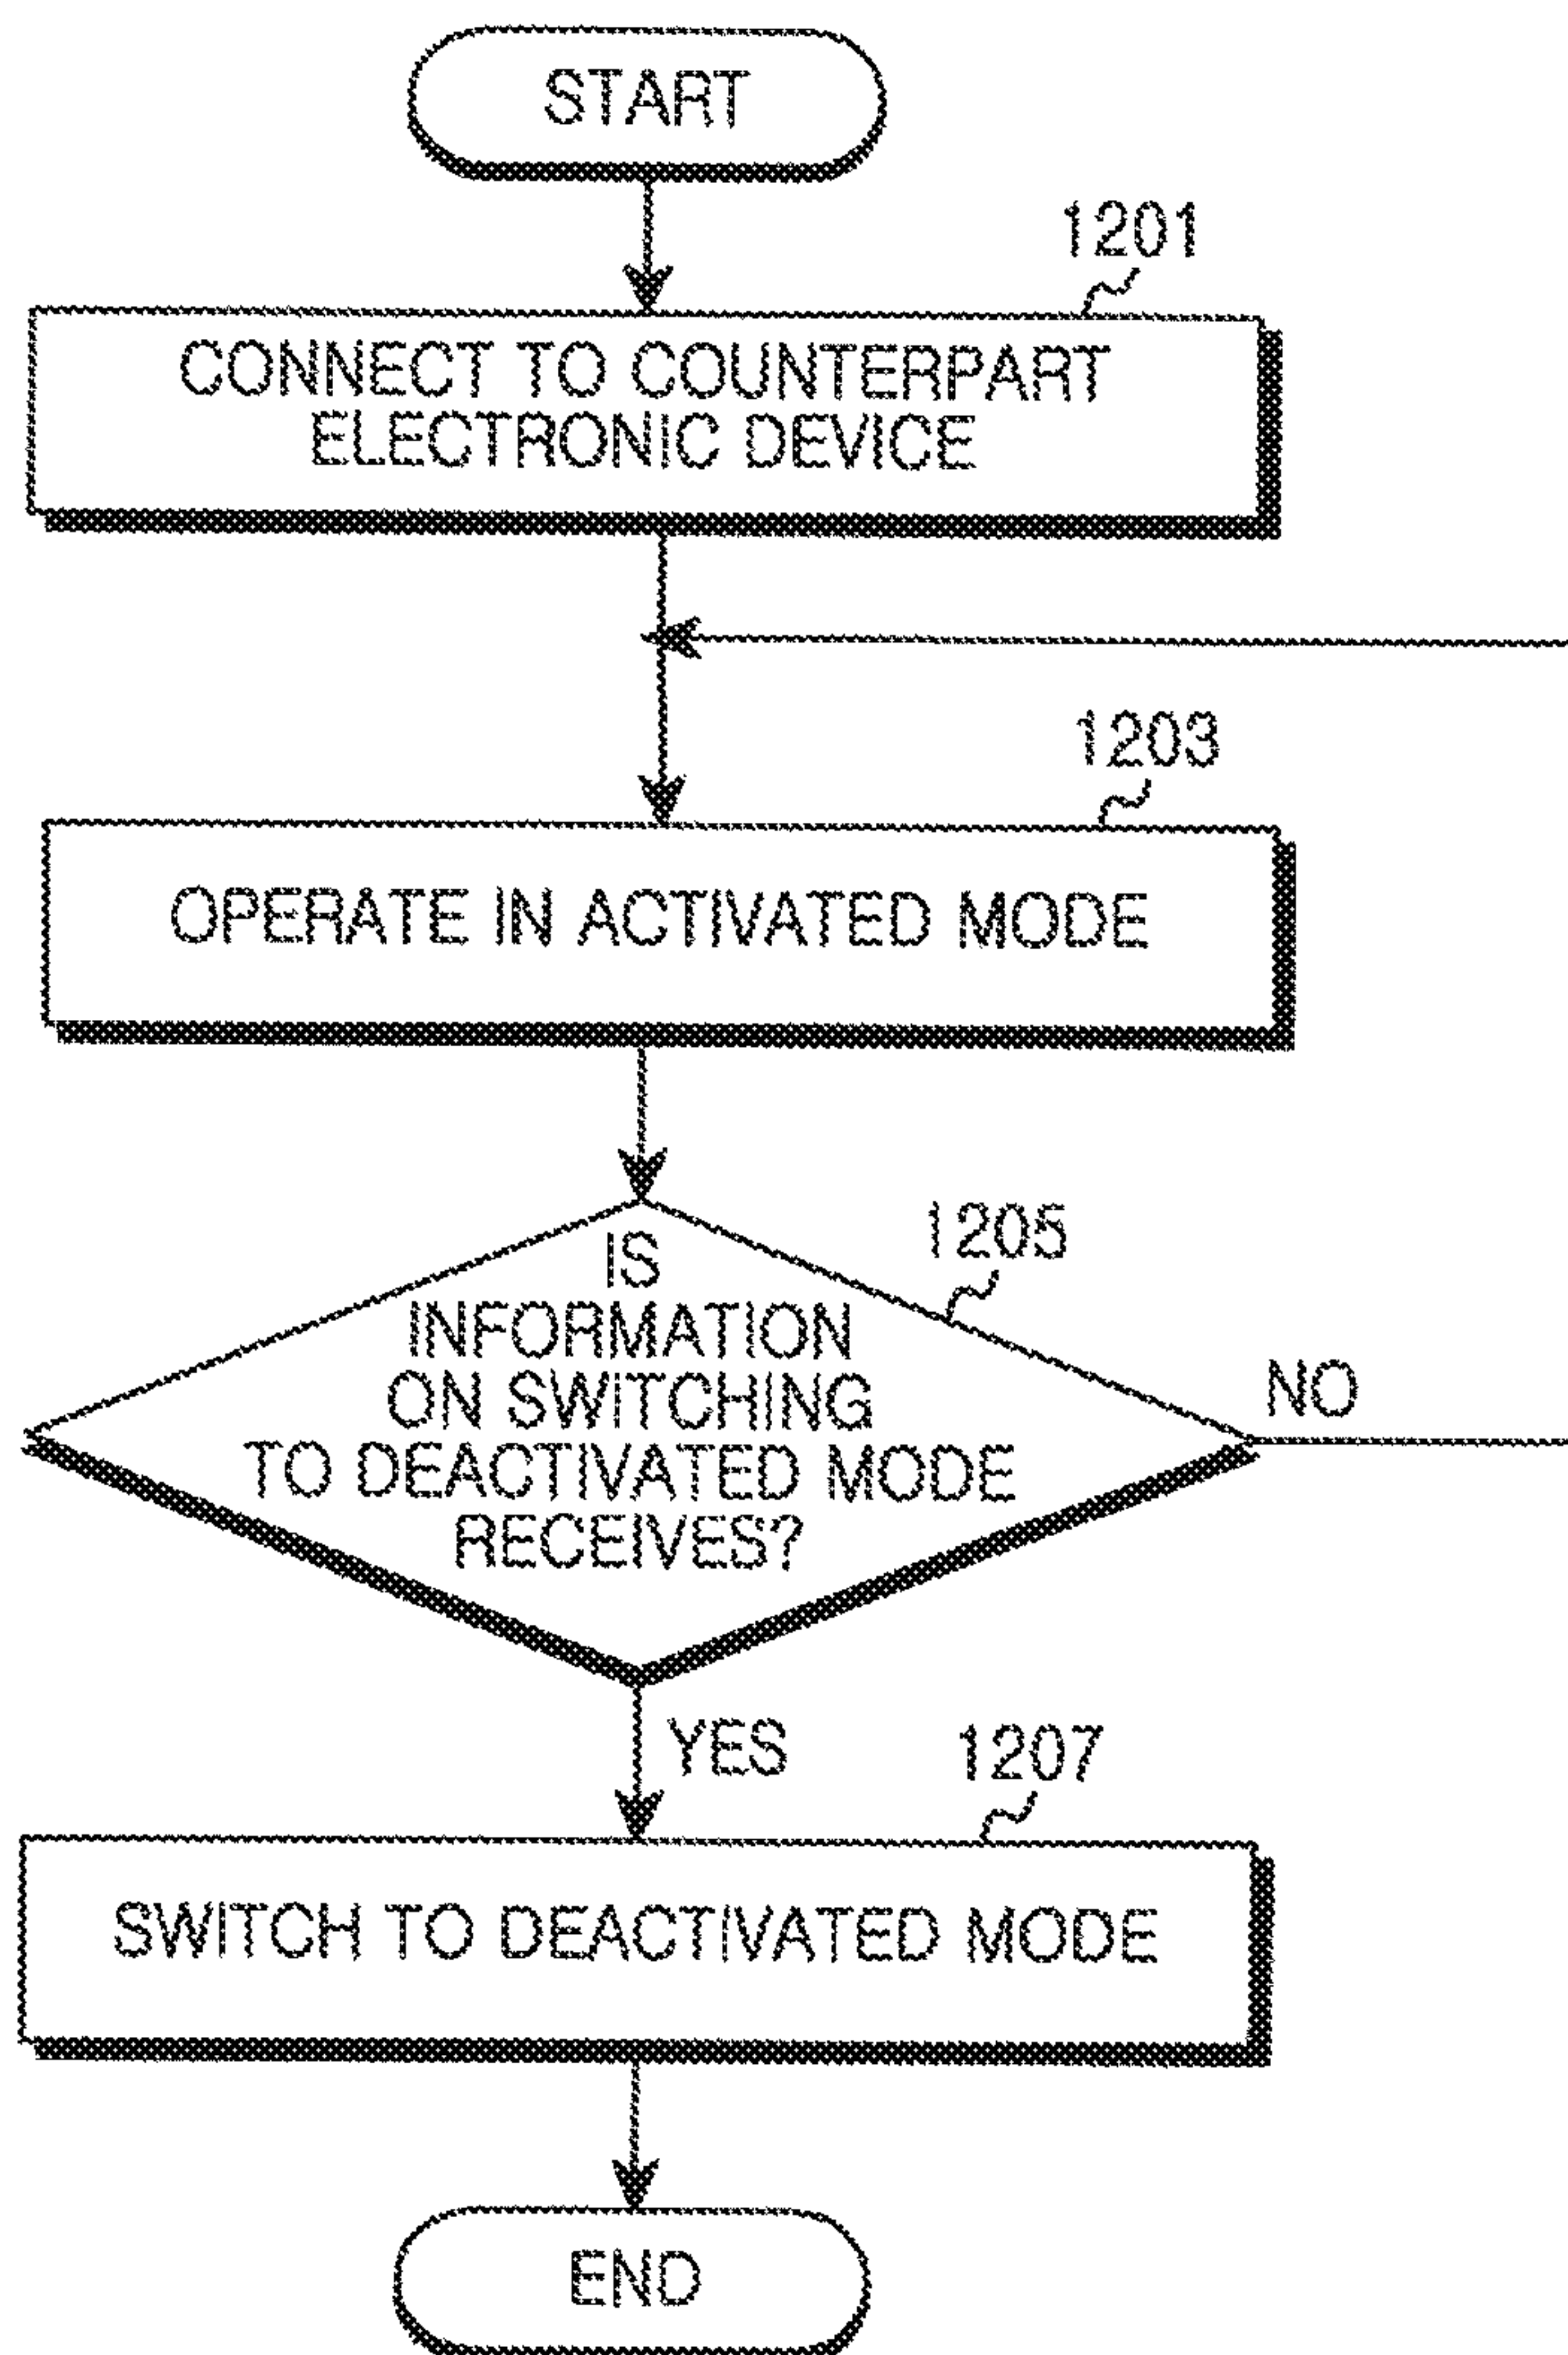 START
1201
CONNECT TO COUNTERPART
ELECTRONIC DEVICE
1203
OPERATE IN ACTIVATED MODE
1205
IS
INFORMATION
ON SWITCHING
TO DEACTIVATED MODE
RECEIVES?
NO
YES
1207
SWITCH TO DEACTIVATED MODE
END